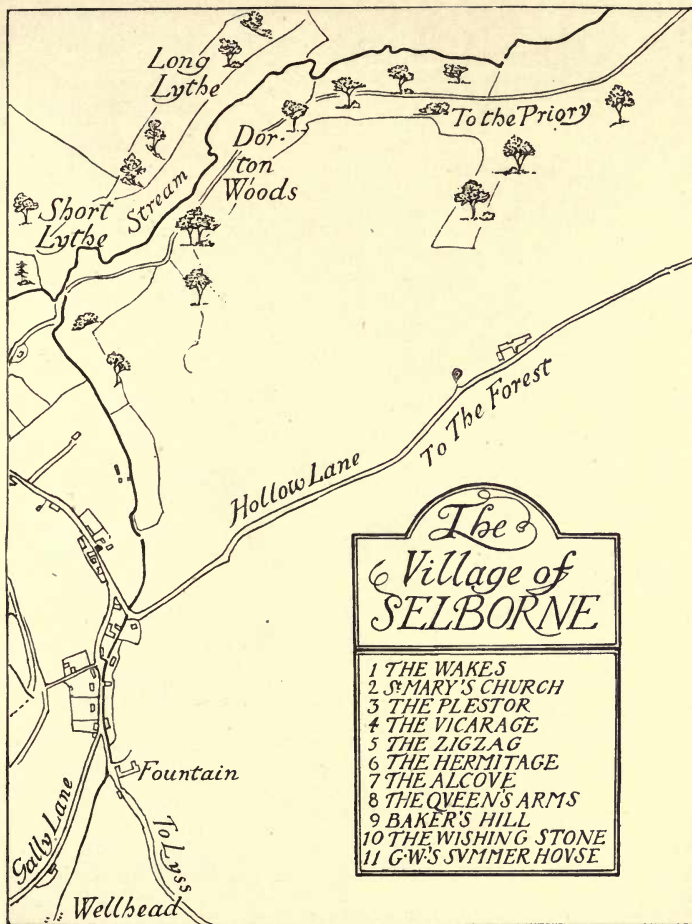 Long
Lythe
Dor-
ton
Woods
To the Priory
Stream
Short
Lythe
Hollow Lane
To The Forest
The
Village of
SELBORNE
1 THE WAKES
2 St MARY'S CHURCH
3 THE PLESTOR
4 THE VICARAGE
5 THE ZIGZAG
6 THE HERMITAGE
7 THE ALCOVE
8 THE QVEEN'S ARMS
9 BAKER'S HILL
10 THE WISHING STONE
11 G·W'S SVMMER HOVSE
Fountain
Gally Lane
To Lyss
Wellhead